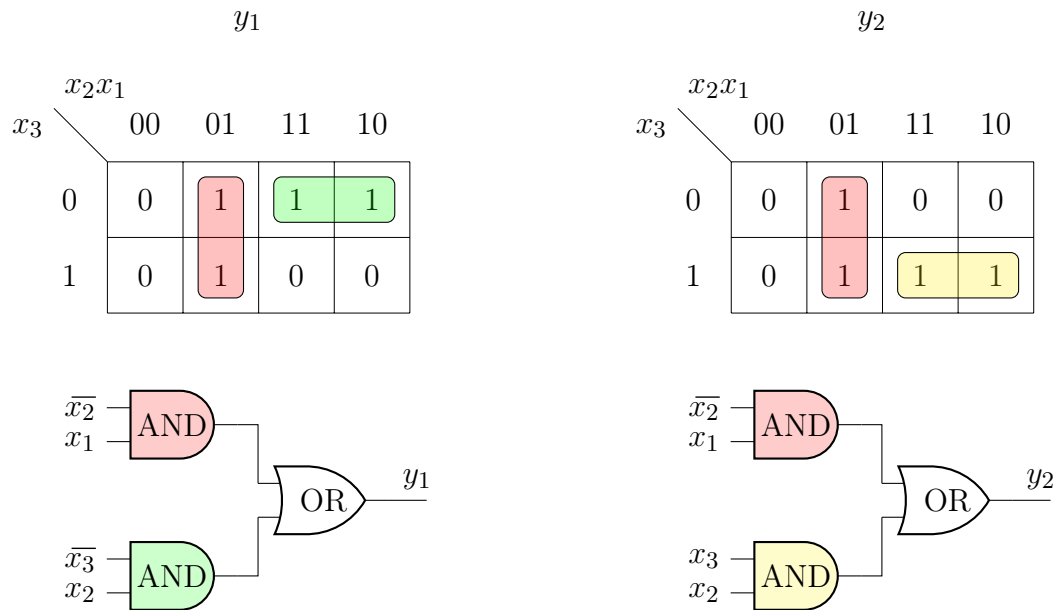 y₁ y₂
x₂x₁ x₂x₁
x₃ 00 01 11 10 x₃ 00 01 11 10
0 0 1 1 1 0 0 1 0 0
1 0 1 0 0 1 0 1 1 1
x̅₂ x̅₂
AND AND
x₁ x₁
y₁ y₂
OR OR
x̅₃ x₃
AND AND
x₂ x₂